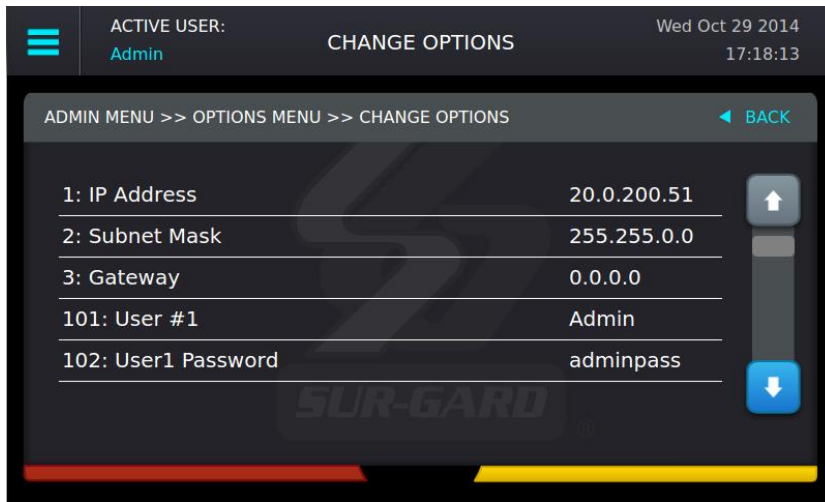 ACTIVE USER:
Admin
CHANGE OPTIONS
Wed Oct 29 2014
17:18:13
ADMIN MENU >> OPTIONS MENU >> CHANGE OPTIONS
BACK
1: IP Address 20.0.200.51
2: Subnet Mask 255.255.0.0
3: Gateway 0.0.0.0
101: User #1 Admin
102: User1 Password adminpass
SUR-GARD
®